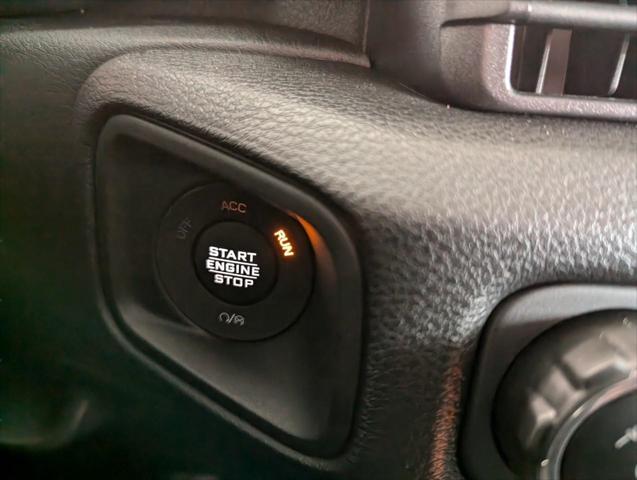 ACC
OFF
RUN
START
ENGINE
STOP